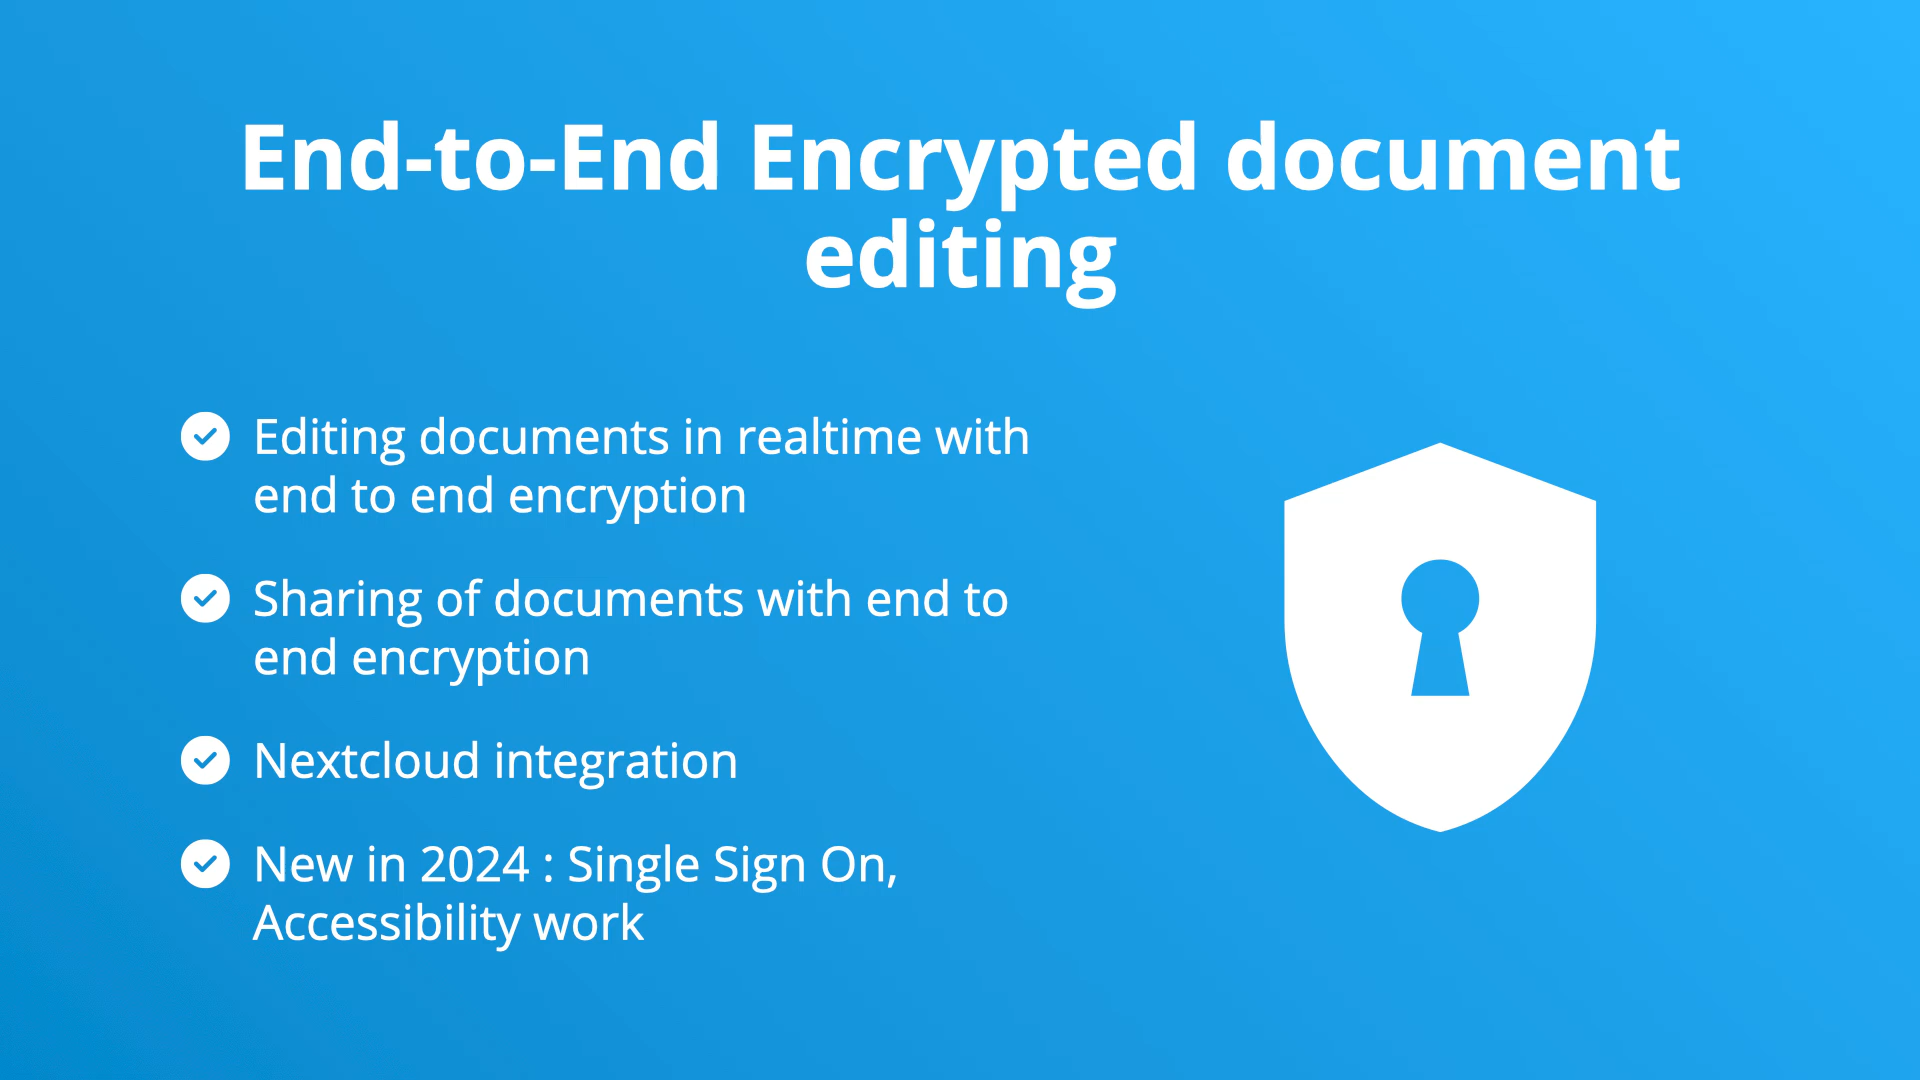 End-to-End Encrypted document
editing
Editing documents in realtime with
end to end encryption
Sharing of documents with end to
end encryption
Nextcloud integration
New in 2024 : Single Sign On,
Accessibility work